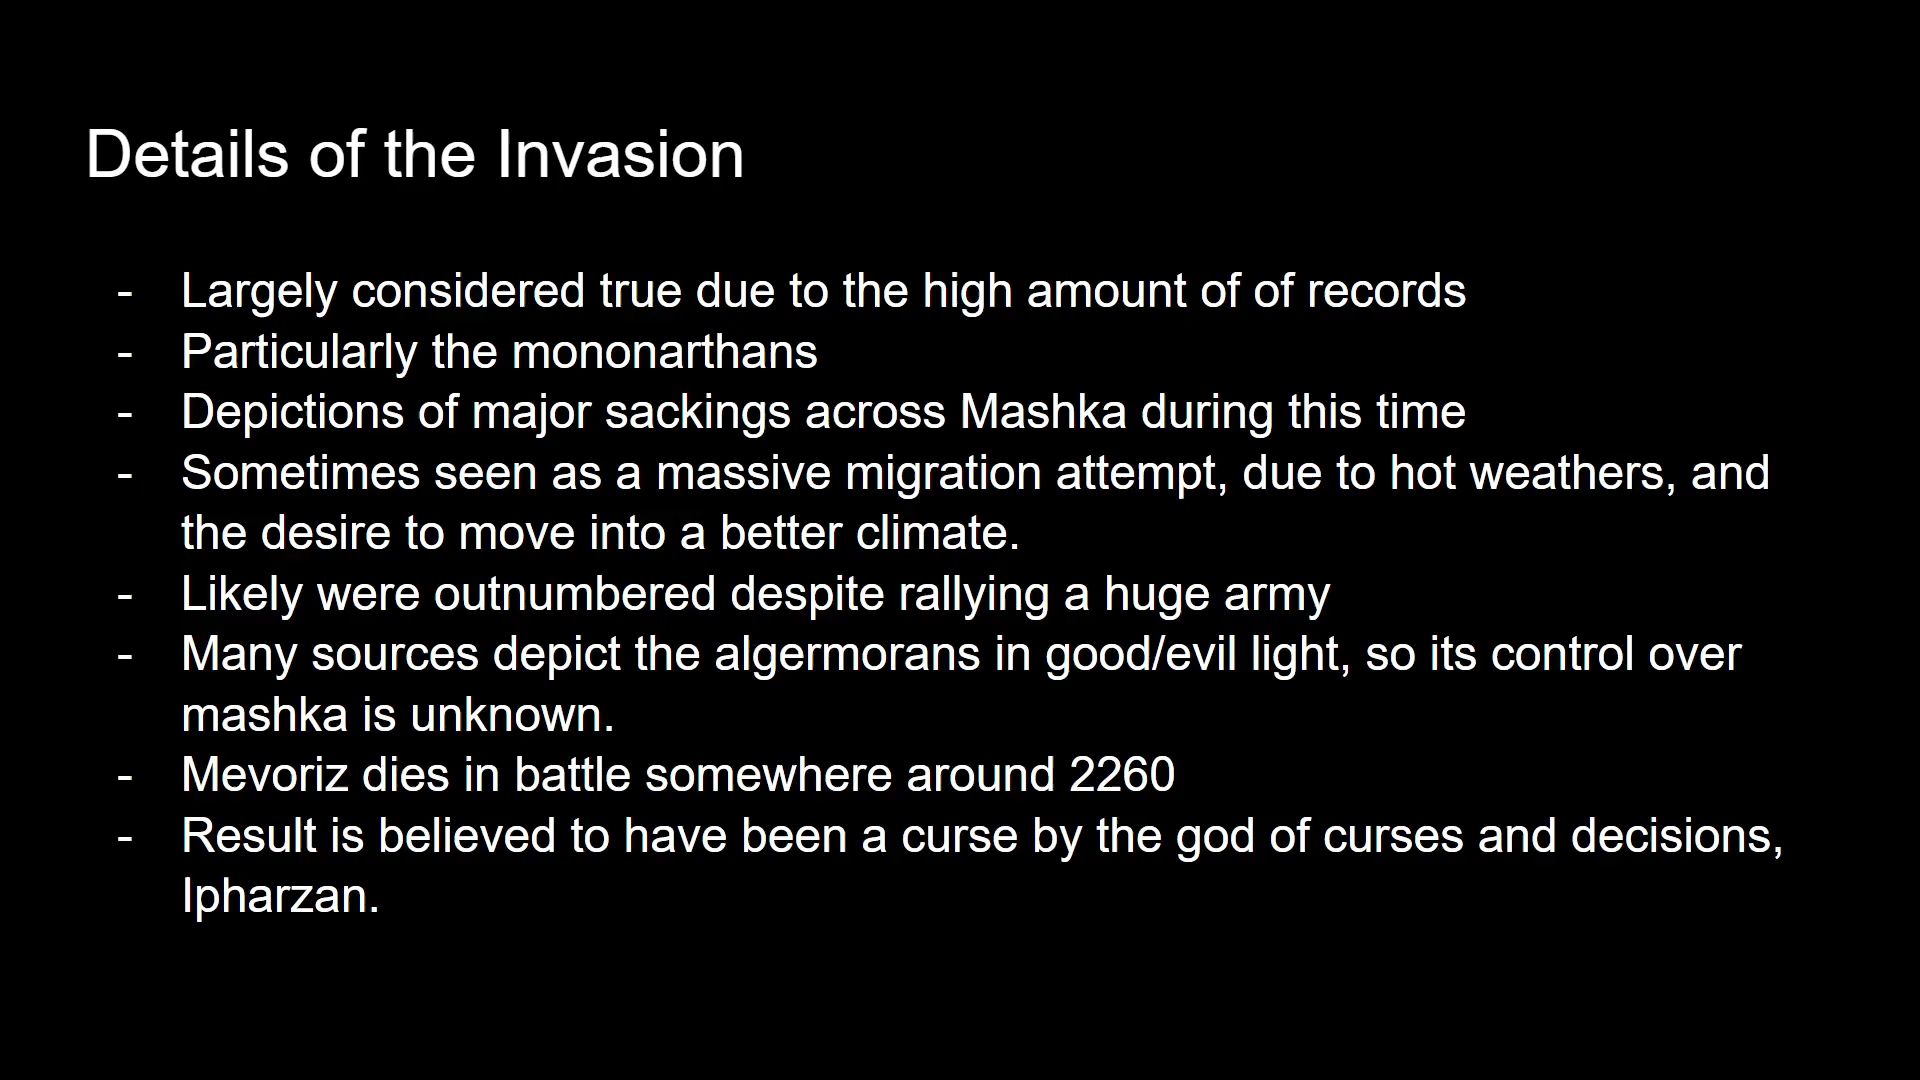 Details of the Invasion
- Largely considered true due to the high amount of of records
- Particularly the mononarthans
- Depictions of major sackings across Mashka during this time
- Sometimes seen as a massive migration attempt, due to hot weathers, and
the desire to move into a better climate.
- Likely were outnumbered despite rallying a huge army
- Many sources depict the algermorans in good/evil light, so its control over
mashka is unknown.
- Mevoriz dies in battle somewhere around 2260
- Result is believed to have been a curse by the god of curses and decisions,
Ipharzan.